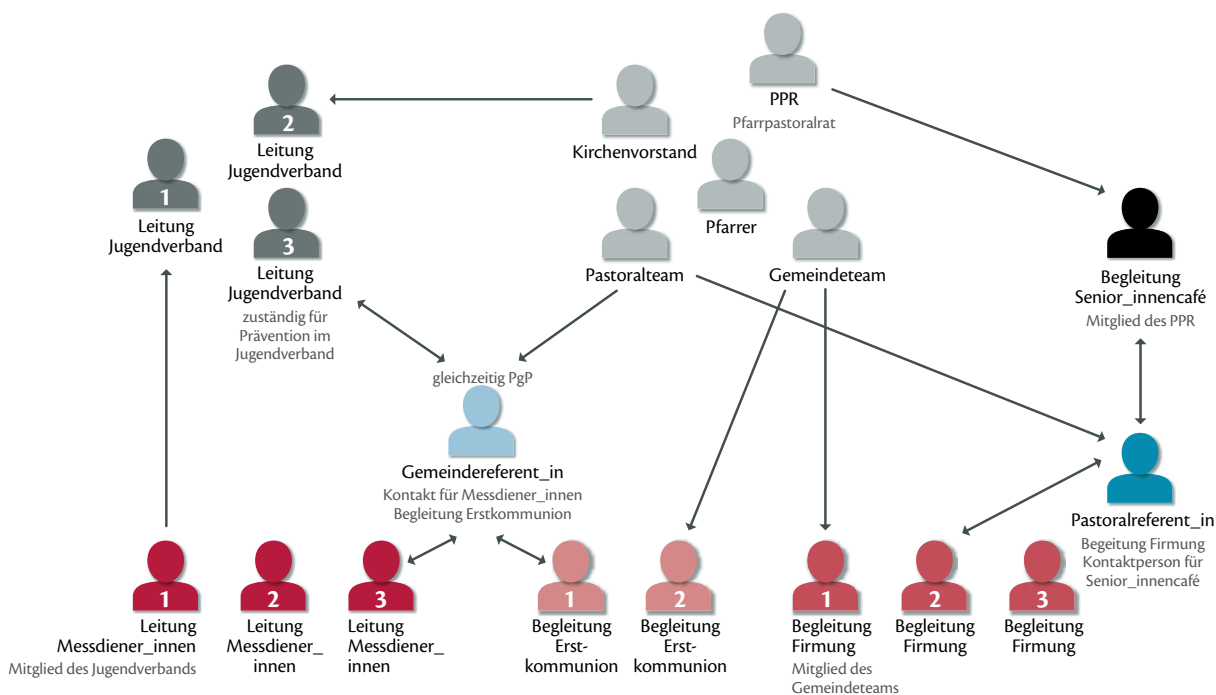 PPR
Pfarrpastoralrat
2
Leitung
Jugendverband
Kirchenvorstand
1
Leitung
Jugendverband
3
Leitung
Jugendverband
zuständig für
Prävention im
Jugendverband
Pfarrer
Pastoralteam
Gemeindeteam
Begleitung
Senior_innencafé
Mitglied des PPR
gleichzeitig PgP
Gemeindereferent_in
Kontakt für Messdiener_innen
Begleitung Erstkommunion
Pastoralreferent_in
Begeitung Firmung
Kontaktperson für
Senior_innencafé
1
Leitung
Messdiener_innen
Mitglied des Jugendverbands
2
Leitung
Messdiener_
innen
3
Leitung
Messdiener_
innen
1
Begleitung
Erst-
kommunion
2
Begleitung
Erst-
kommunion
1
Begleitung
Firmung
Mitglied des
Gemeindeteams
2
Begleitung
Firmung
3
Begleitung
Firmung